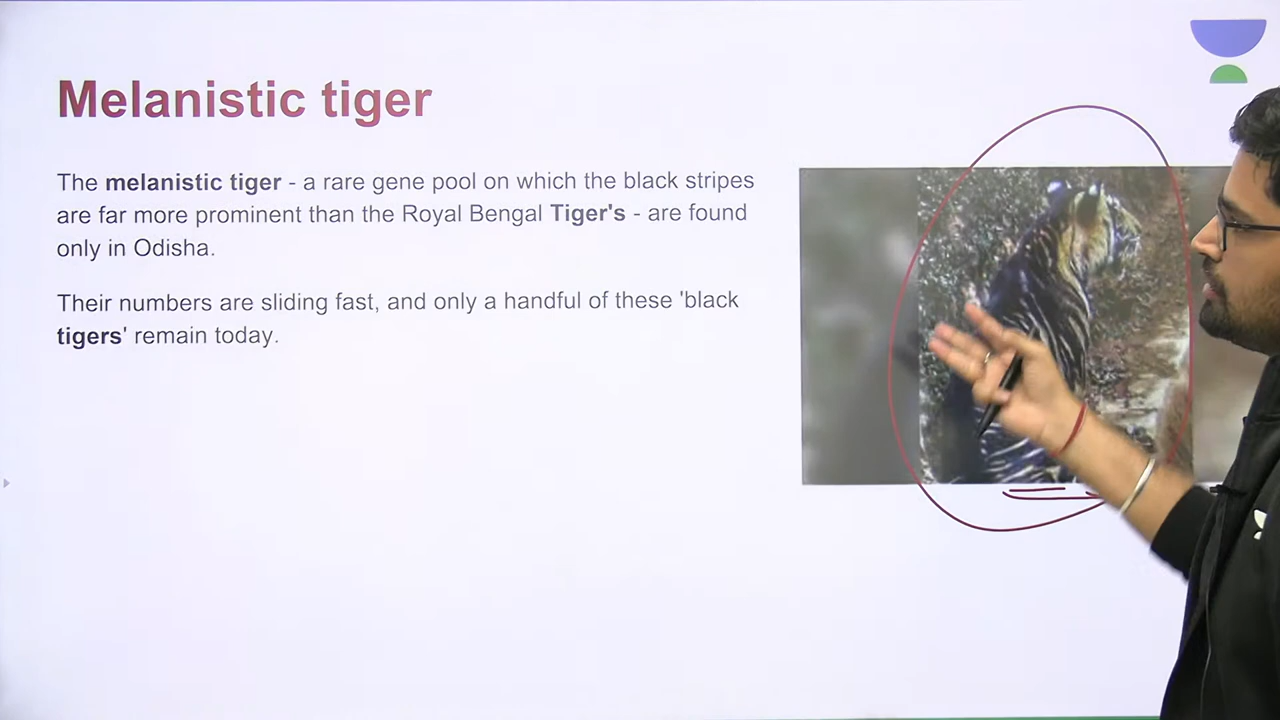 Melanistic tiger
The melanistic tiger - a rare gene pool on which the black stripes
are far more prominent than the Royal Bengal Tiger's - are found
only in Odisha.
Their numbers are sliding fast, and only a handful of these 'black
tigers' remain today.